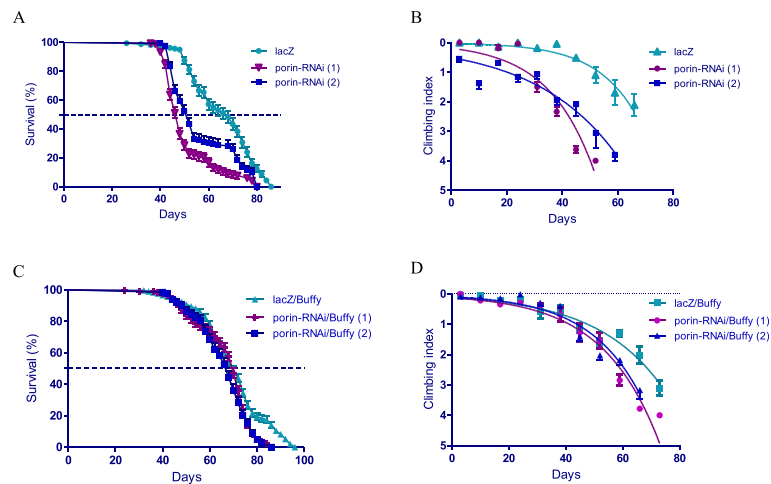 A
Survival (%)
100
80
60
40
20
0
0 20 40 60 80
Days
lacZ
porin-RNAi (1)
porin-RNAi (2)
B
Climbing index
0
1
2
3
4
5
0 20 40 60 80
Days
lacZ
porin-RNAi (1)
porin-RNAi (2)
C
Survival (%)
100
80
60
40
20
0
0 20 40 60 80 100
Days
lacZ/Buffy
porin-RNAi/Buffy (1)
porin-RNAi/Buffy (2)
D
Climbing index
0
1
2
3
4
5
0 20 40 60 80
Days
lacZ/Buffy
porin-RNAi/Buffy (1)
porin-RNAi/Buffy (2)